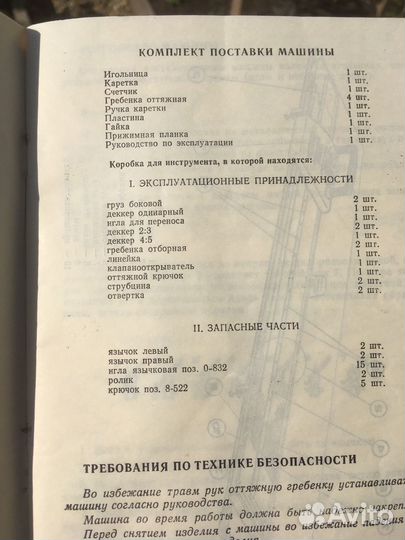 КОМПЛЕКТ ПОСТАВКИ МАШИНЫ
Игольница 1 шт.
Каретка 1 шт.
Счетчик 1 шт.
Гребенка оттяжная 4 шт.
Ручка каретки 1 шт.
Пластина 1 шт.
Гайка 1 шт.
Прижимная планка 1 шт.
Руководство по эксплуатации 1 шт.
Коробка для инструмента, в которой находятся:
I. ЭКСПЛУАТАЦИОННЫЕ ПРИНАДЛЕЖНОСТИ
груз боковой 2 шт.
деккер одинарный 1 шт.
игла для переноса 1 шт.
деккер 2:3 2 шт.
деккер 4:5 1 шт.
гребенка отборная 2 шт.
линейка 1 шт.
клапанооткрыватель 1 шт.
оттяжной крючок 1 шт.
струбцина 2 шт.
отвертка 2 шт.
II. ЗАПАСНЫЕ ЧАСТИ
язычок левый 2 шт.
язычок правый 2 шт.
игла язычковая поз. 0-832 15 шт.
ролик 2 шт.
крючок поз. 8-522 5 шт.
ТРЕБОВАНИЯ ПО ТЕХНИКЕ БЕЗОПАСНОСТИ
Во избежание травм рук оттяжную гребенку устанавливат
машину согласно руководства.
Машина во время работы должна быть надежно закреп
Перед снятием изделия с машины во избежание падения
Avito